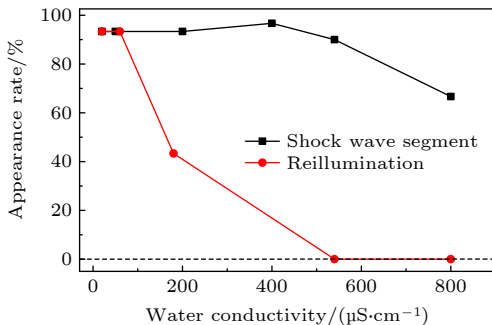 Appearance rate/%
100
80
60
40
20
0
Shock wave segment
Reillumination
0 200 400 600 800
Water conductivity/(μS·cm⁻¹)